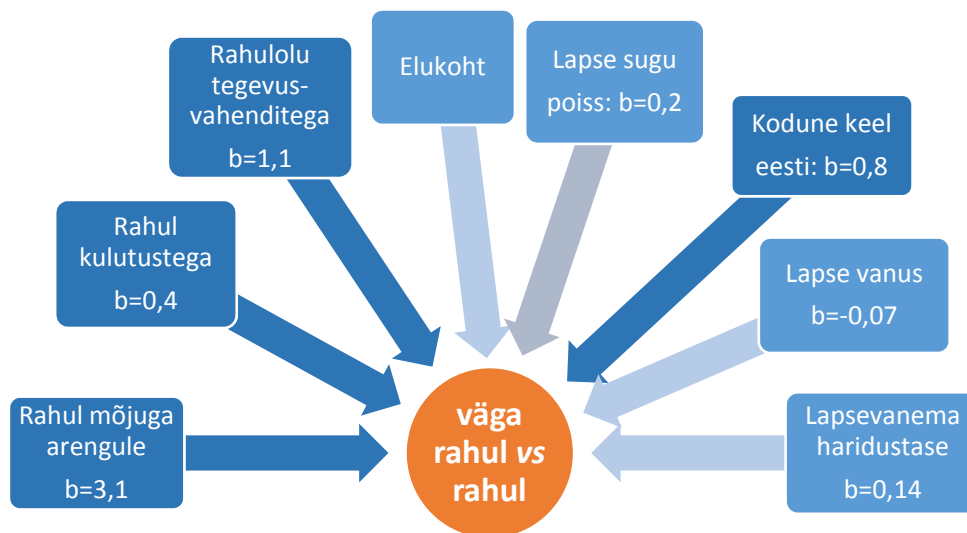 Rahulolu
tegevus-
vahenditega
b=1,1
Elukoht
Lapse sugu
poiss: b=0,2
Kodune keel
eesti: b=0,8
Rahul
kulutustega
b=0,4
Lapse vanus
b=-0,07
Rahul mõjuga
arengule
b=3,1
väga
rahul vs
rahul
Lapsevanema
haridustase
b=0,14